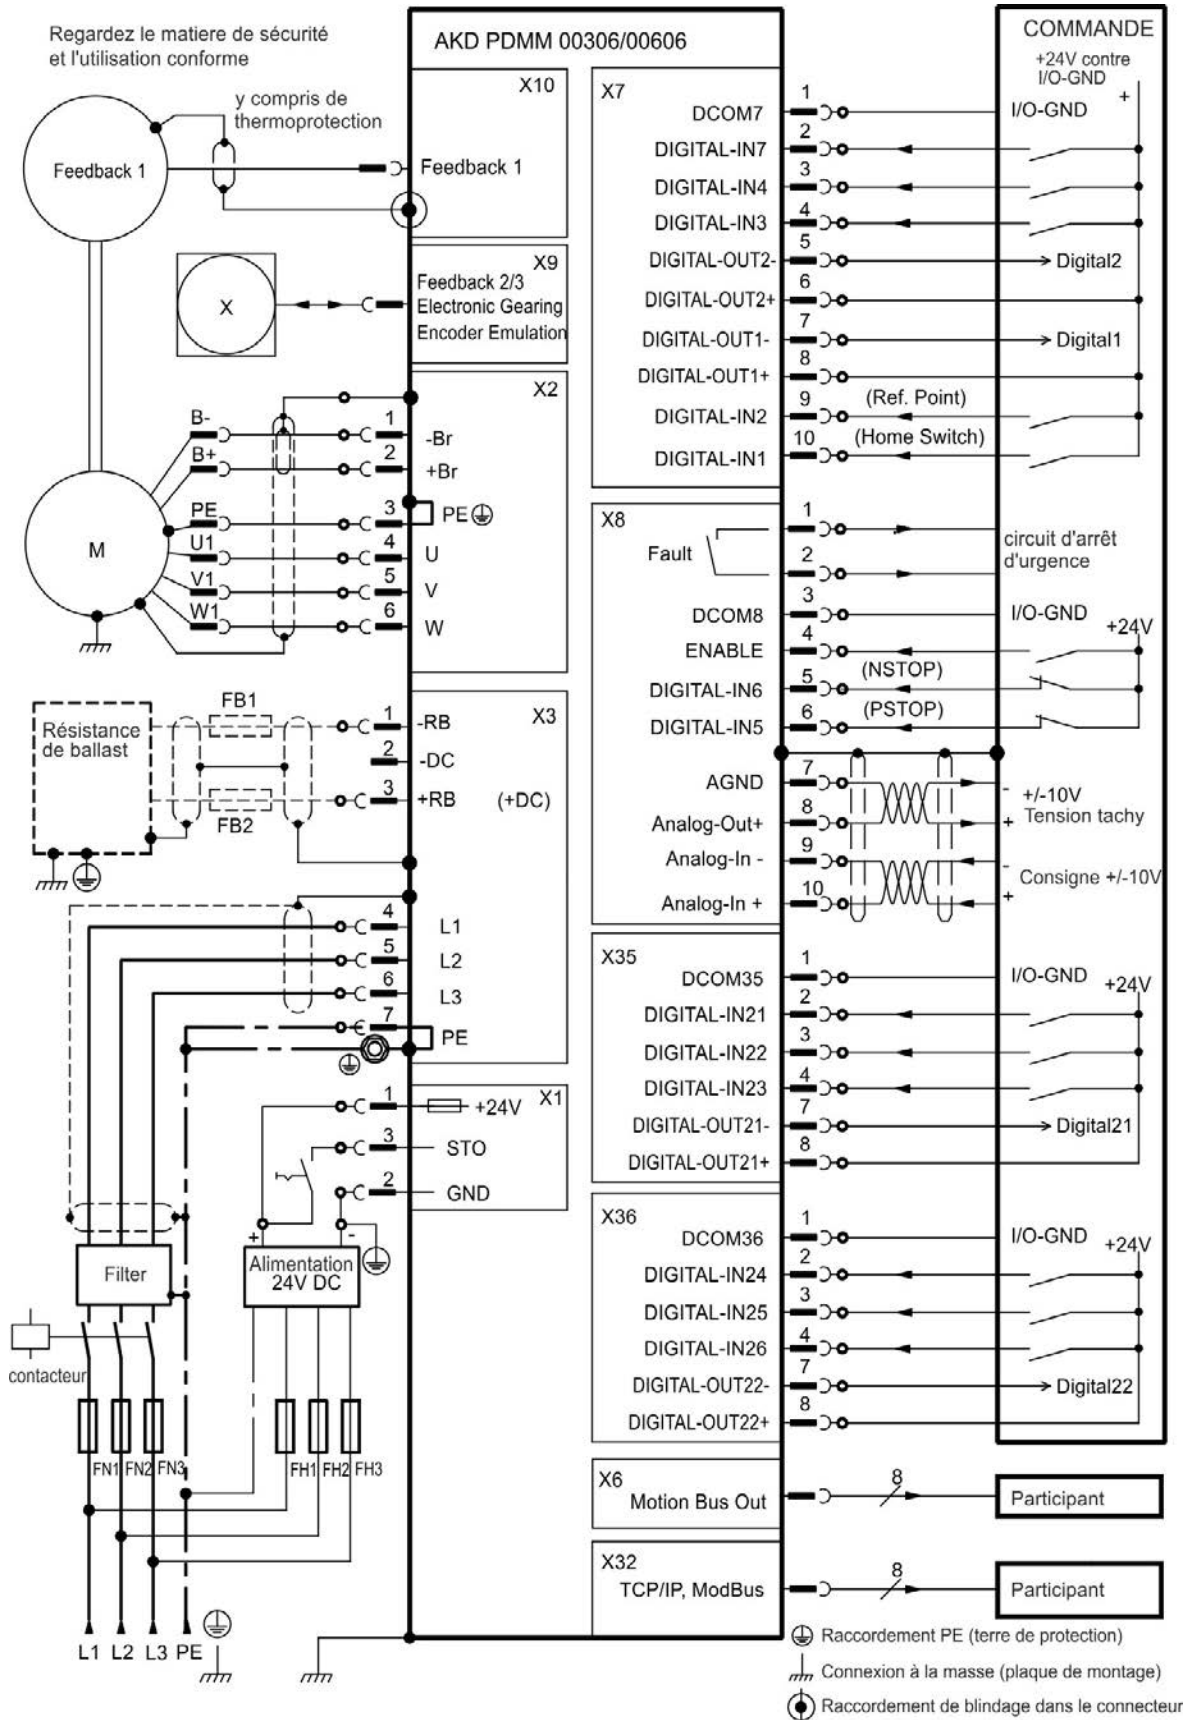 Regardez le matiere de sécurité
et l'utilisation conforme
AKD PDMM 00306/00606
COMMANDE
+24V contre
I/O-GND
+
X10
y compris de
thermoprotection
Feedback 1
Feedback 1
X9
Feedback 2/3
Electronic Gearing
Encoder Emulation
X
X2
B-
1
-Br
B+
2
+Br
PE
3
PE
U1
4
U
V1
5
V
W1
6
W
M
X3
Résistance
de ballast
FB1
1
-RB
2
-DC
3
+RB
(+DC)
FB2
4
L1
5
L2
6
L3
7
PE
X1
1
+24V
3
STO
2
GND
+
-
Alimentation
24V DC
Filter
contacteur
FN1
FN2
FN3
FH1
FH2
FH3
L1
L2
L3
PE
X7
DCOM7
1
I/O-GND
DIGITAL-IN7
2
DIGITAL-IN4
3
DIGITAL-IN3
4
DIGITAL-OUT2-
5
Digital2
DIGITAL-OUT2+
6
DIGITAL-OUT1-
7
Digital1
DIGITAL-OUT1+
8
DIGITAL-IN2
9
(Ref. Point)
DIGITAL-IN1
10
(Home Switch)
X8
Fault
1
2
circuit d'arrêt
d'urgence
DCOM8
3
I/O-GND
+24V
ENABLE
4
DIGITAL-IN6
5
(NSTOP)
DIGITAL-IN5
6
(PSTOP)
AGND
7
-
+/-10V
Tension tachy
Analog-Out+
8
+
Analog-In -
9
-
Consigne +/-10V
Analog-In +
10
+
X35
DCOM35
1
I/O-GND
+24V
DIGITAL-IN21
2
DIGITAL-IN22
3
DIGITAL-IN23
4
DIGITAL-OUT21-
7
Digital21
DIGITAL-OUT21+
8
X36
DCOM36
1
I/O-GND
+24V
DIGITAL-IN24
2
DIGITAL-IN25
3
DIGITAL-IN26
4
DIGITAL-OUT22-
7
Digital22
DIGITAL-OUT22+
8
X6
Motion Bus Out
8
Participant
X32
TCP/IP, ModBus
8
Participant
Raccordement PE (terre de protection)
Connexion à la masse (plaque de montage)
Raccordement de blindage dans le connecteur